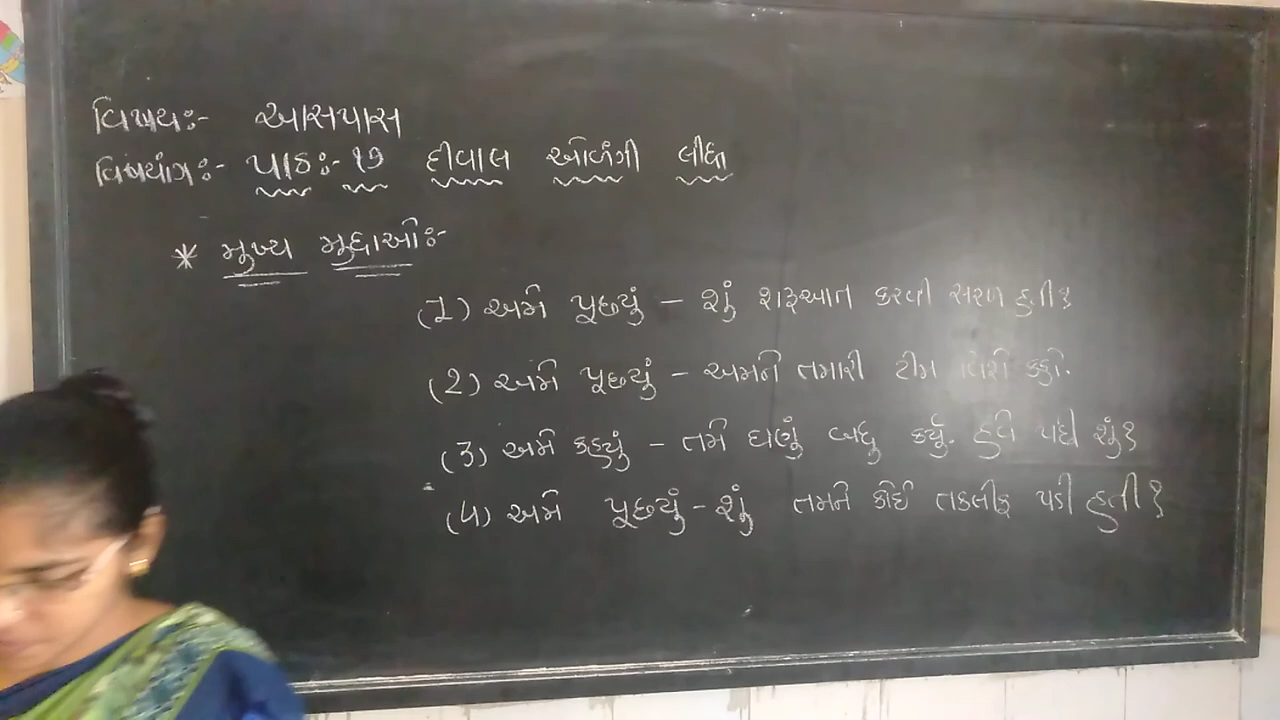 વિષય:- આસપાસ
વિષયાંગ:- પાઠ:- ૧૭ દીવાલ ઓળંગી લીધા
* મુખ્ય મુદ્દાઓ:-
(1) અમે પૂછ્યું - શું શરૂઆત કરવી સરળ હતી?
(2) અમે પૂછ્યું - અમને તમારી ટીમ વિશે કહો.
(3) અમે કહ્યું - તમે ઘણું બધુ કર્યું. હવે પછી શું?
(4) અમે પૂછ્યું - શું તમને કોઈ તકલીફ પડી હતી?